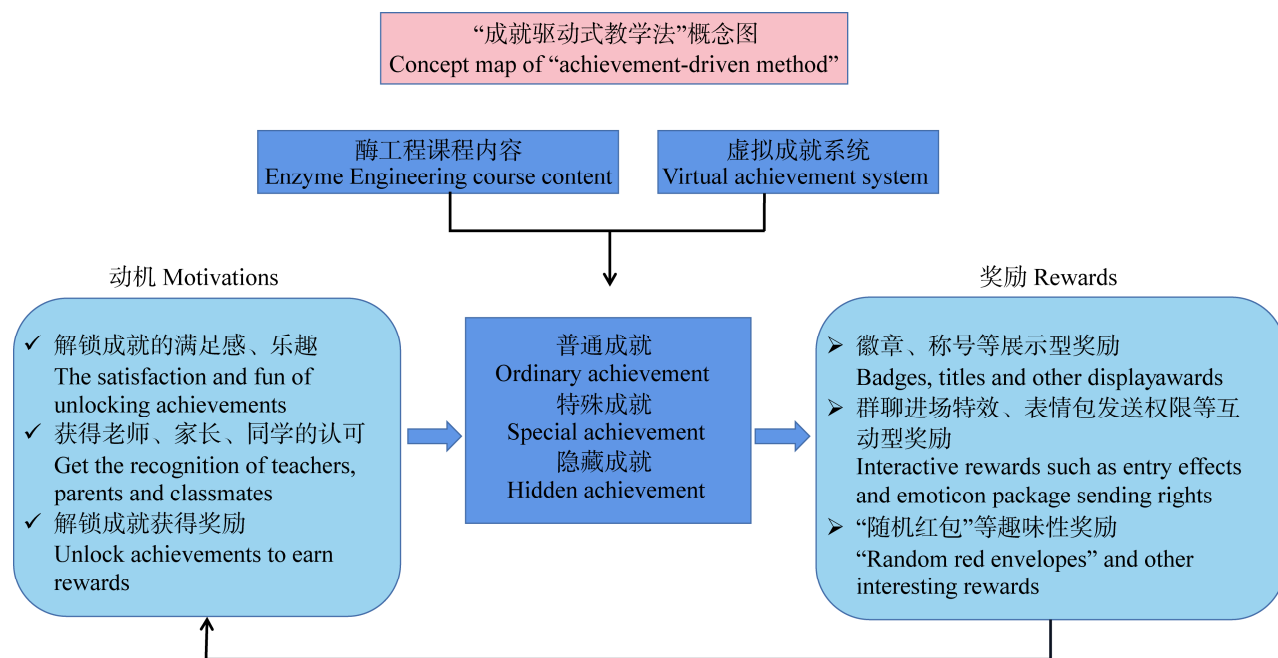 “成就驱动式教学法”概念图
Concept map of “achievement-driven method”
酶工程课程内容
Enzyme Engineering course content
虚拟成就系统
Virtual achievement system
动机 Motivations
✓ 解锁成就的满足感、乐趣
The satisfaction and fun of
unlocking achievements
✓ 获得老师、家长、同学的认可
Get the recognition of teachers,
parents and classmates
✓ 解锁成就获得奖励
Unlock achievements to earn
rewards
普通成就
Ordinary achievement
特殊成就
Special achievement
隐藏成就
Hidden achievement
奖励 Rewards
➢ 徽章、称号等展示型奖励
Badges, titles and other displayawards
➢ 群聊进场特效、表情包发送权限等互
动型奖励
Interactive rewards such as entry effects
and emoticon package sending rights
➢ “随机红包”等趣味性奖励
“Random red envelopes” and other
interesting rewards